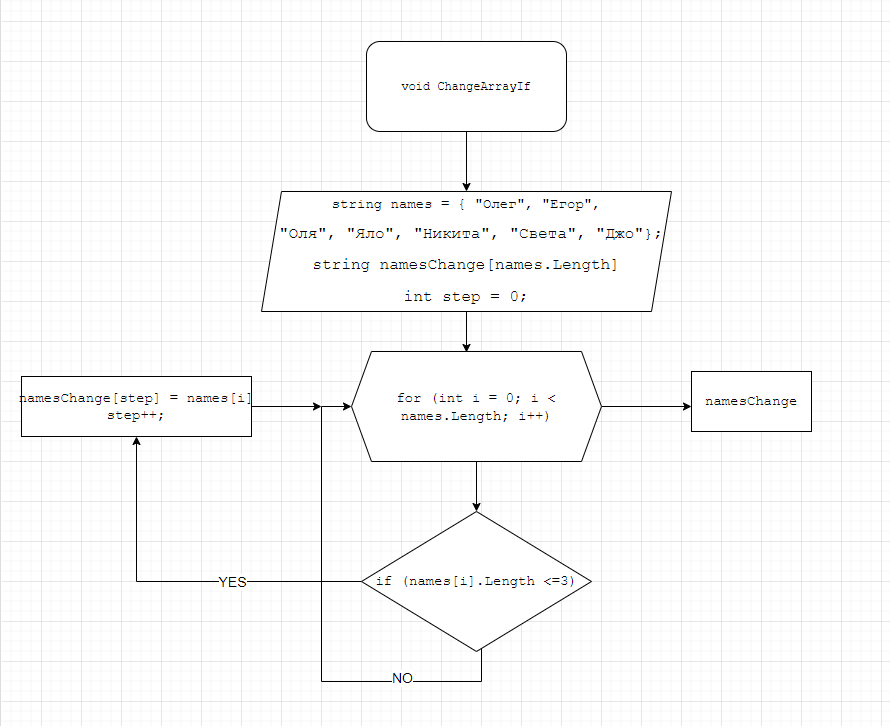 void ChangeArrayIf
string names = { "Олег", "Егор",
"Оля", "Яло", "Никита", "Света", "Джо"};
string namesChange[names.Length]
int step = 0;
namesChange[step] = names[i]
step++;
for (int i = 0; i <
names.Length; i++)
namesChange
if (names[i].Length <=3)
YES
NO